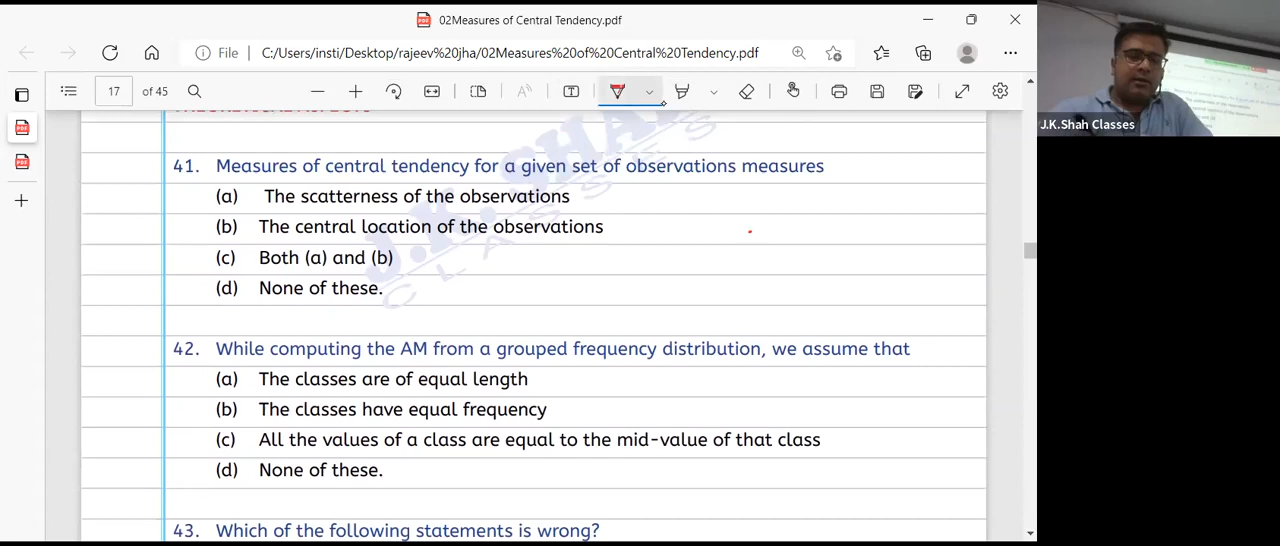 02Measures of Central Tendency.pdf
File C:/Users/insti/Desktop/rajeev%20jha/02Measures%20of%20Central%20Tendency.pdf
17 of 45
J.K.Shah Classes
J.K. SHAH
CLASSES
41. Measures of central tendency for a given set of observations measures
(a) The scatterness of the observations
(b) The central location of the observations
(c) Both (a) and (b)
(d) None of these.
42. While computing the AM from a grouped frequency distribution, we assume that
(a) The classes are of equal length
(b) The classes have equal frequency
(c) All the values of a class are equal to the mid-value of that class
(d) None of these.
43. Which of the following statements is wrong?